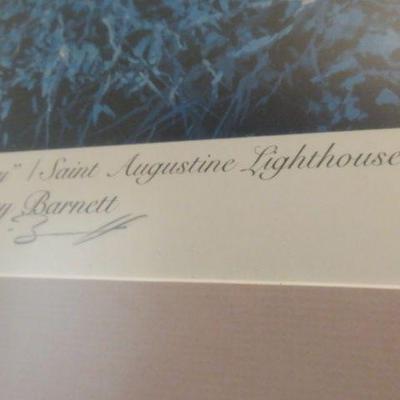 y" / Saint Augustine Lighthouse
y Barnett